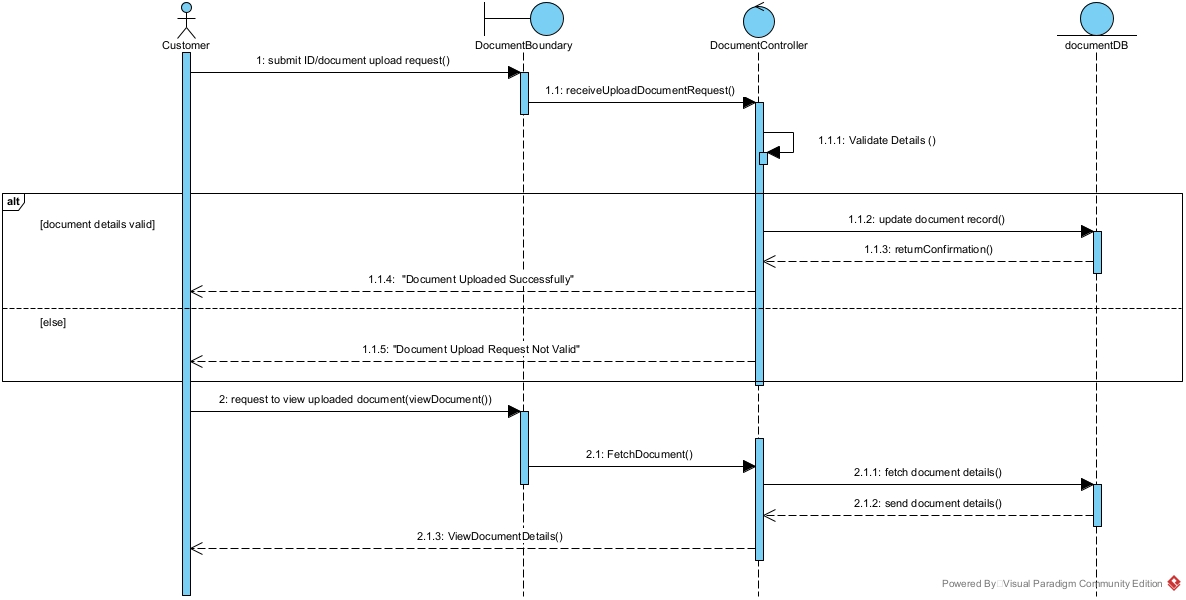 Customer
DocumentBoundary
DocumentController
documentDB
1: submit ID/document upload request()
1.1: receiveUploadDocumentRequest()
1.1.1: Validate Details ()
alt
[document details valid]
1.1.2: update document record()
1.1.3: returnConfirmation()
1.1.4: "Document Uploaded Successfully"
[else]
1.1.5: "Document Upload Request Not Valid"
2: request to view uploaded document(viewDocument())
2.1: FetchDocument()
2.1.1: fetch document details()
2.1.2: send document details()
2.1.3: ViewDocumentDetails()
Powered By Visual Paradigm Community Edition